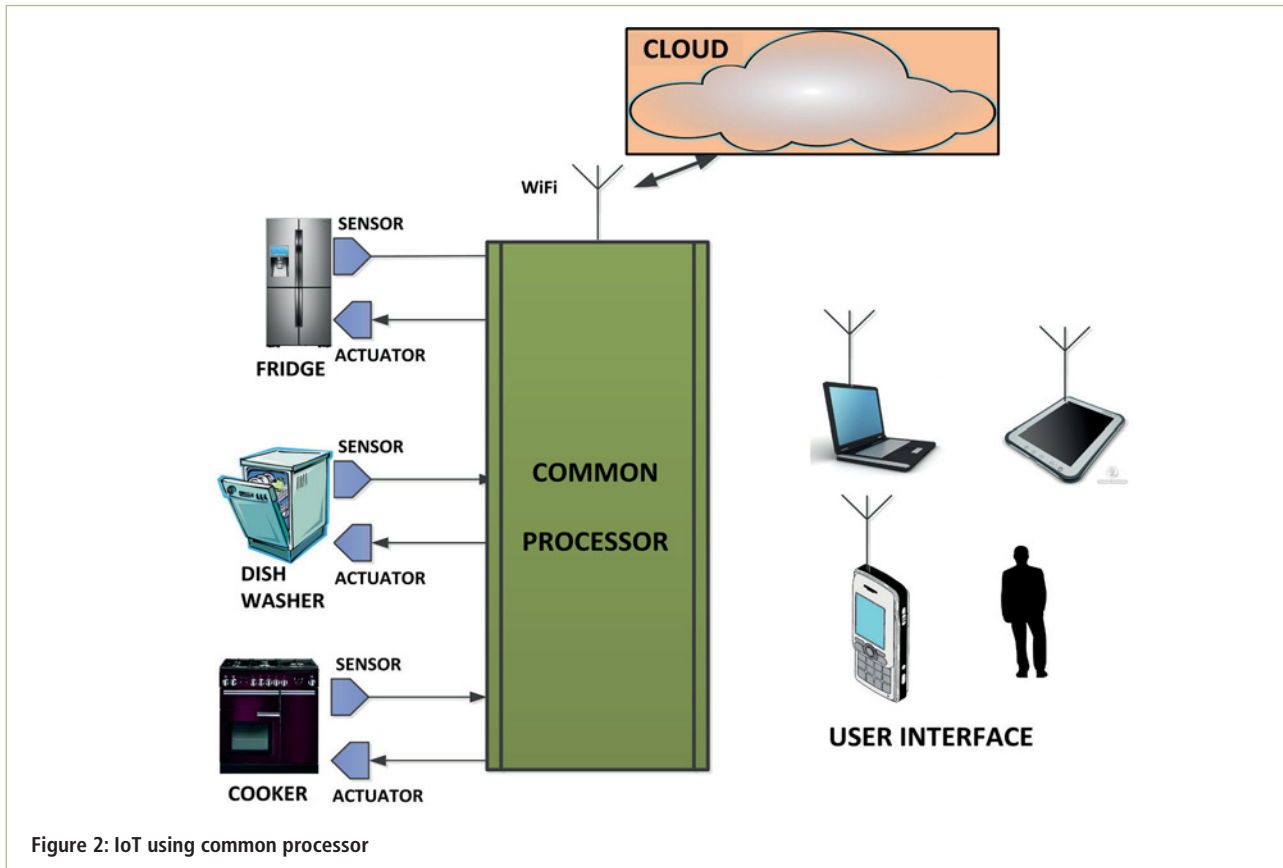 CLOUD
WiFi
SENSOR
ACTUATOR
FRIDGE
SENSOR
ACTUATOR
DISH
WASHER
SENSOR
ACTUATOR
COOKER
COMMON
PROCESSOR
USER INTERFACE
Figure 2: IoT using common processor